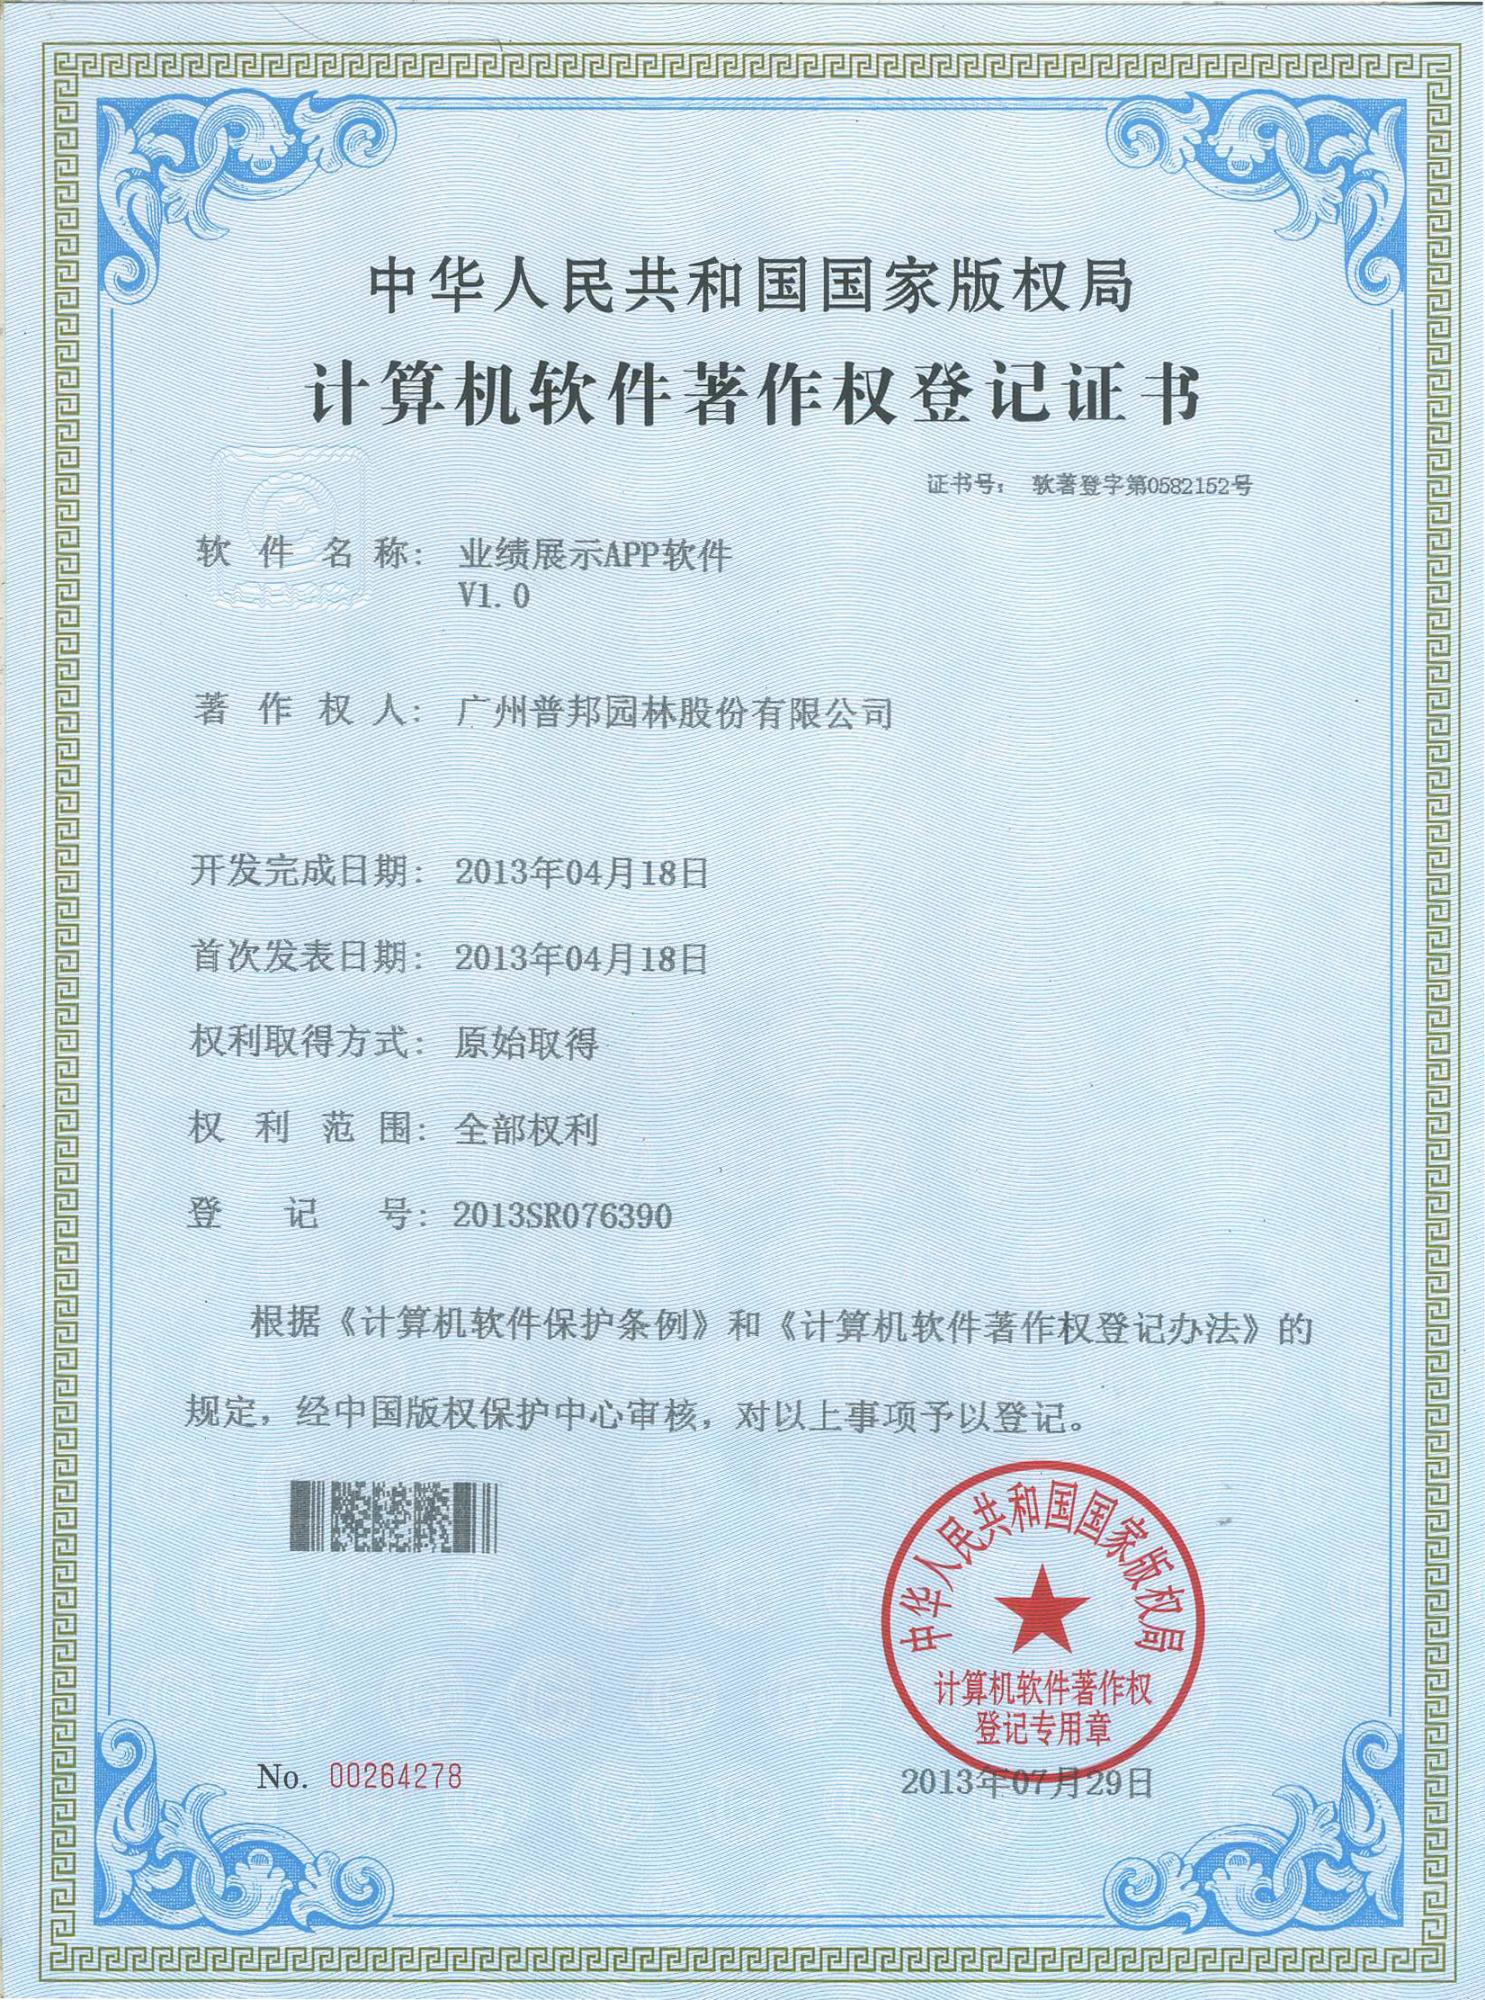 中华人民共和国国家版权局
计算机软件著作权登记证书
证书号： 软著登字第0582152号
软件名称： 业绩展示APP软件
V1.0
著作权人： 广州普邦园林股份有限公司
开发完成日期： 2013年04月18日
首次发表日期： 2013年04月18日
权利取得方式： 原始取得
权利范围： 全部权利
登记号： 2013SR076390
根据《计算机软件保护条例》和《计算机软件著作权登记办法》的
规定，经中国版权保护中心审核，对以上事项予以登记。
中华人民共和国国家版权局
计算机软件著作权
登记专用章
No. 00264278
2013年07月29日